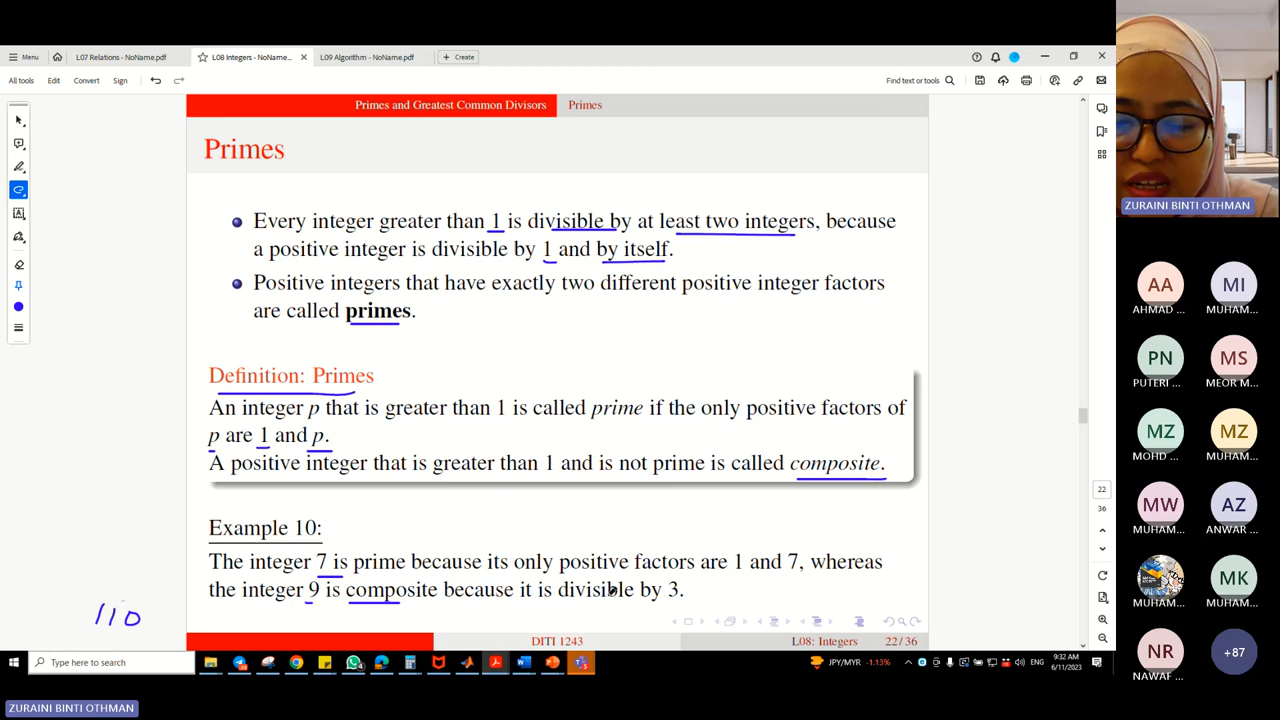 Menu
L07 Relations - NoName.pdf
L08 Integers - NoName...
L09 Algorithm - NoName.pdf
Create
All tools
Edit
Convert
Sign
Find text or tools
Primes and Greatest Common Divisors
Primes
Primes
Every integer greater than 1 is divisible by at least two integers, because
a positive integer is divisible by 1 and by itself.
Positive integers that have exactly two different positive integer factors
are called primes.
Definition: Primes
An integer p that is greater than 1 is called prime if the only positive factors of
p are 1 and p.
A positive integer that is greater than 1 and is not prime is called composite.
Example 10:
The integer 7 is prime because its only positive factors are 1 and 7, whereas
the integer 9 is composite because it is divisible by 3.
110
DITI 1243
L08: Integers
22 / 36
22
36
Type here to search
JPY/MYR -1.13%
ENG
9:32 AM
6/11/2023
ZURAINI BINTI OTHMAN
ZURAINI BINTI OTHMAN
AA
AHMAD ...
MI
MUHAM...
PN
PUTERI ...
MS
MEOR M...
MZ
MOHD ...
MZ
MUHAM...
MW
MUHAM...
AZ
ANWAR ...
MUHAM...
MK
MUHAM...
NR
NAWAF ...
+87